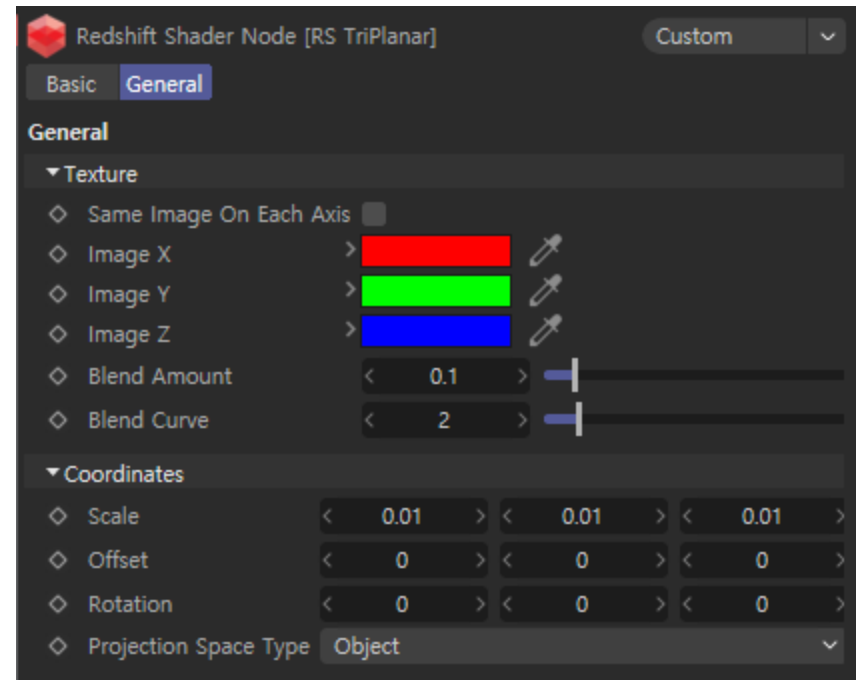 Redshift Shader Node [RS TriPlanar] Custom
Basic General
General
Texture
Same Image On Each Axis
Image X
Image Y
Image Z
Blend Amount 0.1
Blend Curve 2
Coordinates
Scale 0.01 0.01 0.01
Offset 0 0 0
Rotation 0 0 0
Projection Space Type Object